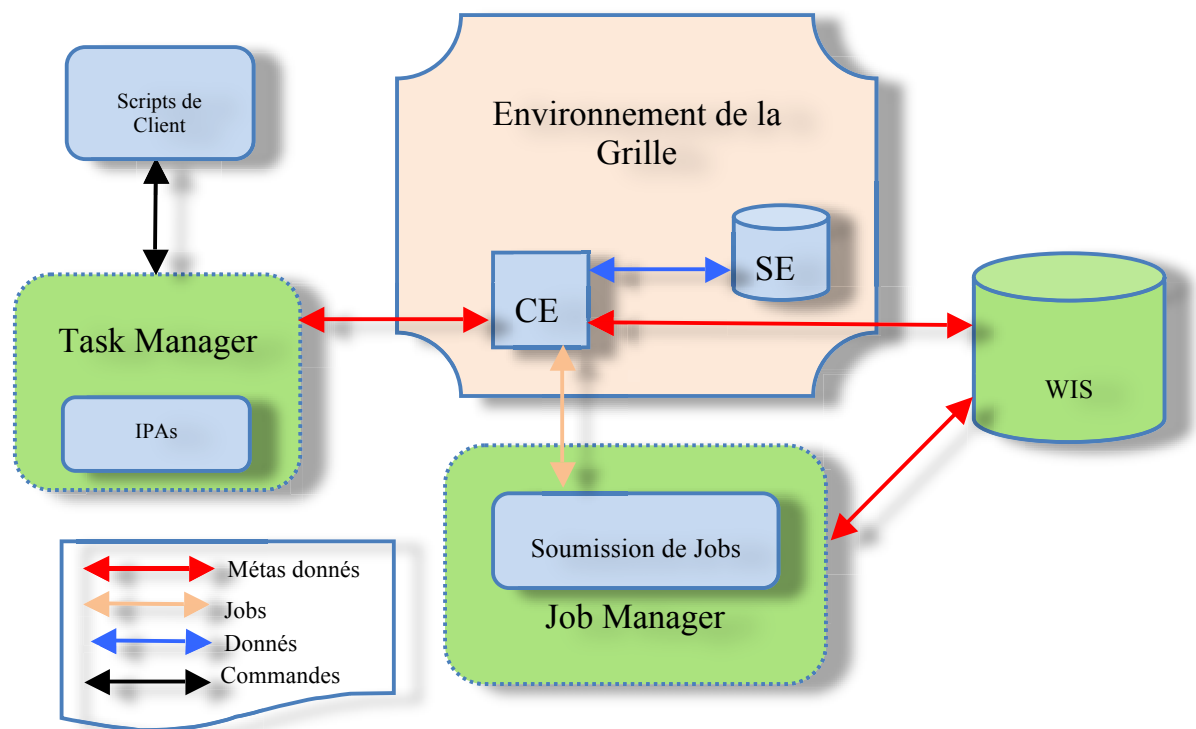 Scripts de
Client
Environnement de la
Grille
SE
CE
Task Manager
IPAs
WIS
Soumission de Jobs
Job Manager
Métas donnés
Jobs
Donnés
Commandes